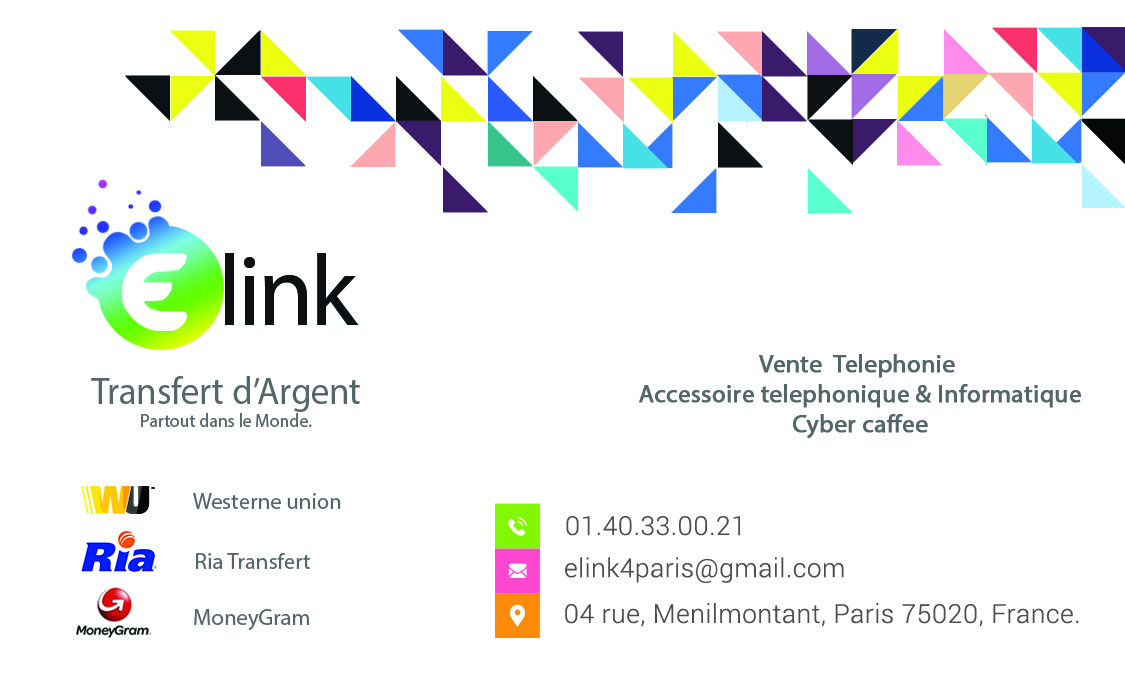 Elink
Transfert d’Argent
Partout dans le Monde.
Vente Telephonie
Accessoire telephonique & Informatique
Cyber caffee
WU Westerne union
Ria Ria Transfert
MoneyGram MoneyGram
01.40.33.00.21
elink4paris@gmail.com
04 rue, Menilmontant, Paris 75020, France.